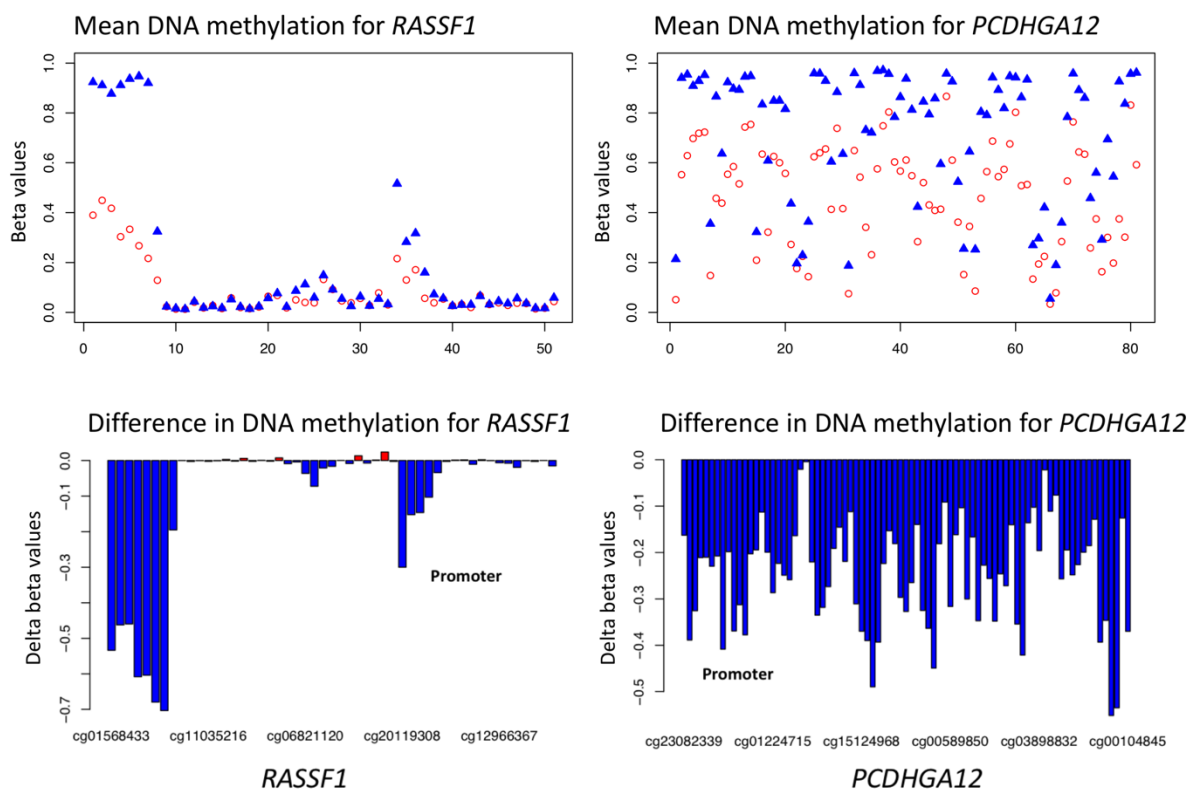 Mean DNA methylation for RASSF1
Mean DNA methylation for PCDHGA12
Beta values
1.0
0.8
0.6
0.4
0.2
0.0
0 10 20 30 40 50
Beta values
1.0
0.8
0.6
0.4
0.2
0.0
0 20 40 60 80
Difference in DNA methylation for RASSF1
Difference in DNA methylation for PCDHGA12
Delta beta values
0.0
-0.1
-0.3
-0.5
-0.7
Promoter
cg01568433 cg11035216 cg06821120 cg20119308 cg12966367
RASSF1
Delta beta values
0.0
-0.1
-0.2
-0.3
-0.4
-0.5
Promoter
cg23082339 cg01224715 cg15124968 cg00589850 cg03898832 cg00104845
PCDHGA12